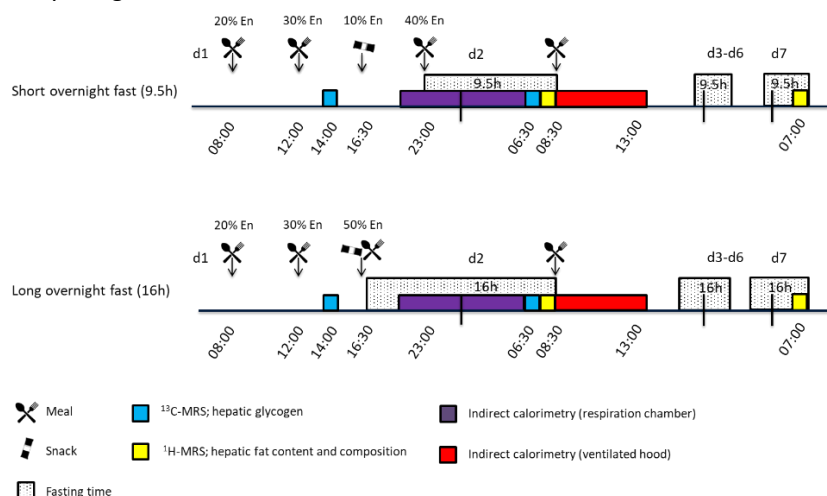 20% En 30% En 10% En 40% En
d1 d2 d3-d6 d7
9.5h 9.5h 9.5h
Short overnight fast (9.5h)
08:00 12:00 14:00 16:30 23:00 06:30 08:30 13:00 07:00
20% En 30% En 50% En
d1 d2 d3-d6 d7
16h 16h 16h
Long overnight fast (16h)
08:00 12:00 14:00 16:30 23:00 06:30 08:30 13:00 07:00
Meal ¹³C-MRS; hepatic glycogen Indirect calorimetry (respiration chamber)
Snack ¹H-MRS; hepatic fat content and composition Indirect calorimetry (ventilated hood)
Fasting time